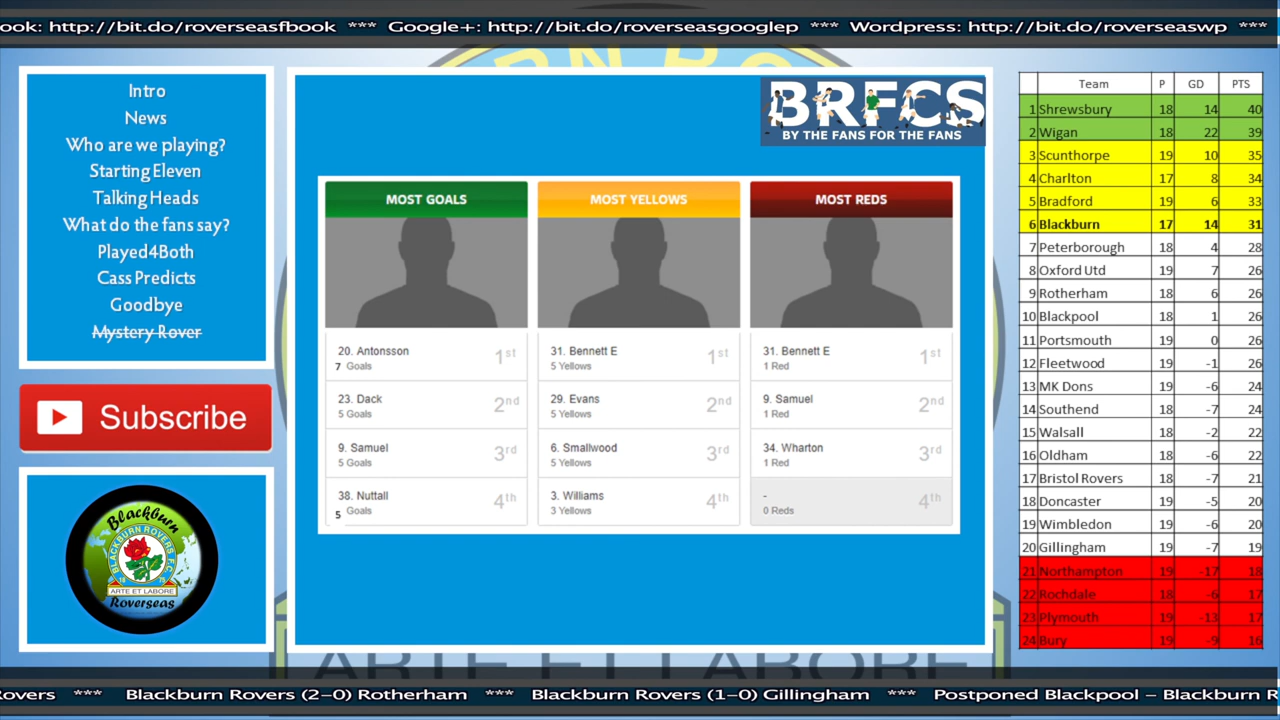 ook: http://bit.do/roverseasfbook *** Google+: http://bit.do/roverseasgooglep *** Wordpress: http://bit.do/roverseaswp ***
Intro
News
Who are we playing?
Starting Eleven
Talking Heads
What do the fans say?
Played4Both
Cass Predicts
Goodbye
Mystery Rover
Subscribe
Blackburn
BLACKBURN ROVERS F.C.
18 75
ARTE ET LABORE
Roverseas
BRFCS
BY THE FANS FOR THE FANS
MOST GOALS
20. Antonsson 1st
7 Goals
23. Dack 2nd
5 Goals
9. Samuel 3rd
5 Goals
38. Nuttall 4th
5 Goals
MOST YELLOWS
31. Bennett E 1st
5 Yellows
29. Evans 2nd
5 Yellows
6. Smallwood 3rd
5 Yellows
3. Williams 4th
3 Yellows
MOST REDS
31. Bennett E 1st
1 Red
9. Samuel 2nd
1 Red
34. Wharton 3rd
1 Red
- 4th
0 Reds
Team P GD PTS
1 Shrewsbury 18 14 40
2 Wigan 18 22 39
3 Scunthorpe 19 10 35
4 Charlton 17 8 34
5 Bradford 19 6 33
6 Blackburn 17 14 31
7 Peterborough 18 4 28
8 Oxford Utd 19 7 26
9 Rotherham 18 6 26
10 Blackpool 18 1 26
11 Portsmouth 19 0 26
12 Fleetwood 19 -1 26
13 MK Dons 19 -6 24
14 Southend 18 -7 24
15 Walsall 18 -2 22
16 Oldham 18 -6 22
17 Bristol Rovers 18 -7 21
18 Doncaster 19 -5 20
19 Wimbledon 19 -6 20
20 Gillingham 19 -7 19
21 Northampton 19 -17 18
22 Rochdale 18 -6 17
23 Plymouth 19 -13 17
24 Bury 19 -9 16
ARTE ET LABORE
Rovers *** Blackburn Rovers (2-0) Rotherham *** Blackburn Rovers (1-0) Gillingham *** Postponed Blackpool - Blackburn R